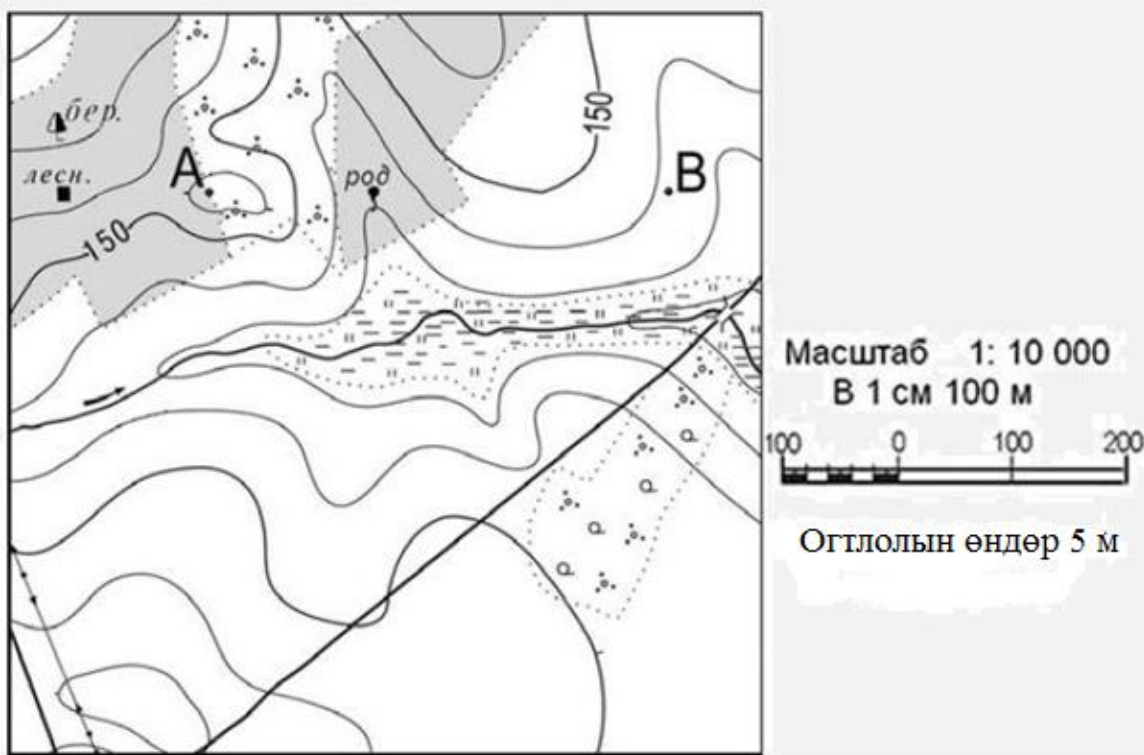 бер.
лесн.
А
род
В
150
150
Масштаб 1: 10 000
В 1 см 100 м
100 0 100 200
Огтлолын өндөр 5 м